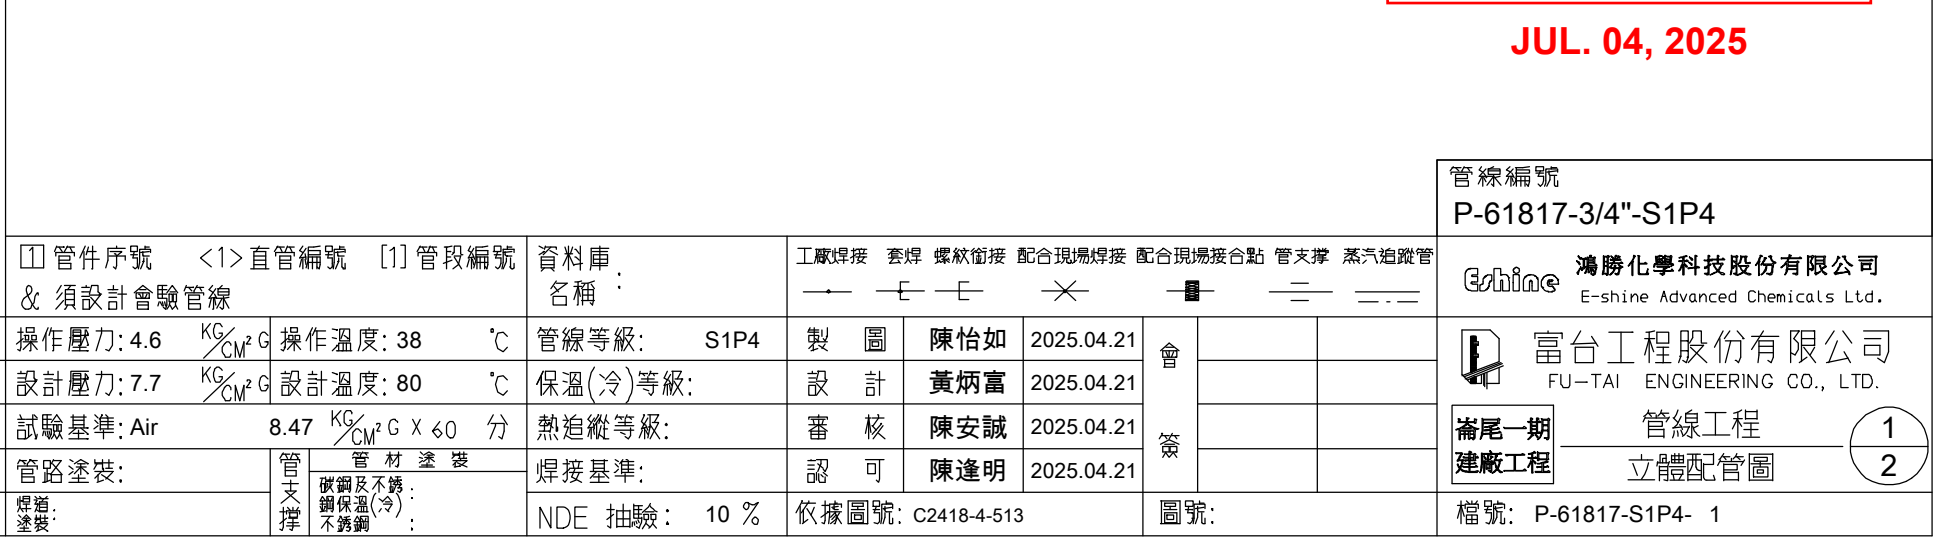 JUL. 04, 2025
管線編號
P-61817-3/4"-S1P4
1 管件序號 <1>直管編號 [1] 管段編號
& 須設計會驗管線
資料庫
名稱 :
工廠焊接 套焊 螺紋銜接 配合現場焊接 配合現場接合點 管支撐 蒸汽追蹤管
Eshine 鴻勝化學科技股份有限公司
E-shine Advanced Chemicals Ltd.
操作壓力: 4.6 KG/CM² G 操作溫度: 38 °C 管線等級: S1P4 製圖 陳怡如 2025.04.21
設計壓力: 7.7 KG/CM² G 設計溫度: 80 °C 保溫(冷)等級: 設計 黃炳富 2025.04.21
試驗基準: Air 8.47 KG/CM² G X 60 分 熱追縱等級: 審核 陳安誠 2025.04.21
管路塗裝: 管支撐 管材塗裝 焊接基準: 認可 陳逢明 2025.04.21
會簽
焊道塗裝:
碳鋼及不銹鋼保溫(冷) :
不銹鋼 :
NDE 抽驗: 10 % 依據圖號: C2418-4-513 圖號:
富台工程股份有限公司
FU-TAI ENGINEERING CO., LTD.
崙尾一期
建廠工程
管線工程
立體配管圖
1
2
檔號: P-61817-S1P4- 1